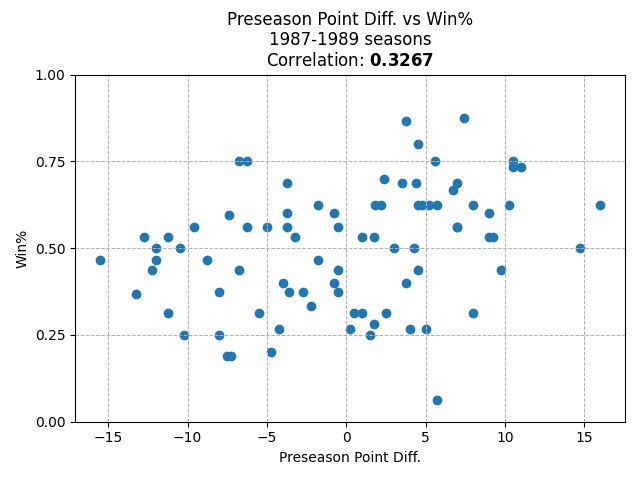 Preseason Point Diff. vs Win%
1987-1989 seasons
Correlation: 0.3267
1.00
0.75
0.50
0.25
0.00
Win%
−15
−10
−5
0
5
10
15
Preseason Point Diff.